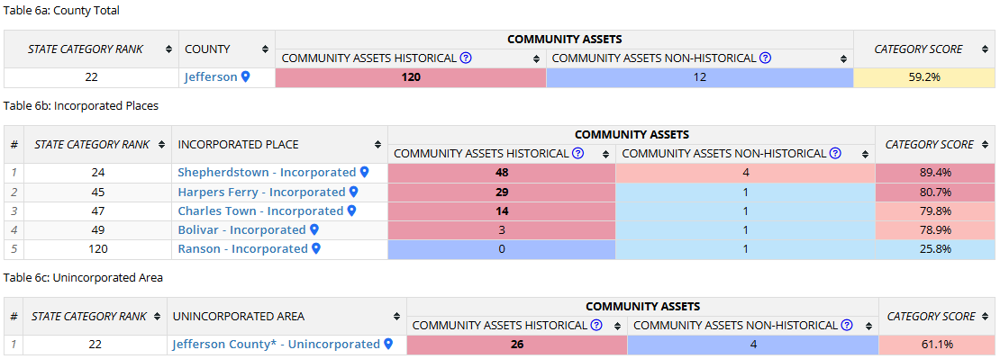 Table 6a: County Total
COMMUNITY ASSETS
STATE CATEGORY RANK COUNTY COMMUNITY ASSETS HISTORICAL ? COMMUNITY ASSETS NON-HISTORICAL ? CATEGORY SCORE
22 Jefferson 120 12 59.2%
Table 6b: Incorporated Places
COMMUNITY ASSETS
# STATE CATEGORY RANK INCORPORATED PLACE COMMUNITY ASSETS HISTORICAL ? COMMUNITY ASSETS NON-HISTORICAL ? CATEGORY SCORE
1 24 Shepherdstown - Incorporated 48 4 89.4%
2 45 Harpers Ferry - Incorporated 29 1 80.7%
3 47 Charles Town - Incorporated 14 1 79.8%
4 49 Bolivar - Incorporated 3 1 78.9%
5 120 Ranson - Incorporated 0 1 25.8%
Table 6c: Unincorporated Area
COMMUNITY ASSETS
# STATE CATEGORY RANK UNINCORPORATED AREA COMMUNITY ASSETS HISTORICAL ? COMMUNITY ASSETS NON-HISTORICAL ? CATEGORY SCORE
1 22 Jefferson County* - Unincorporated 26 4 61.1%